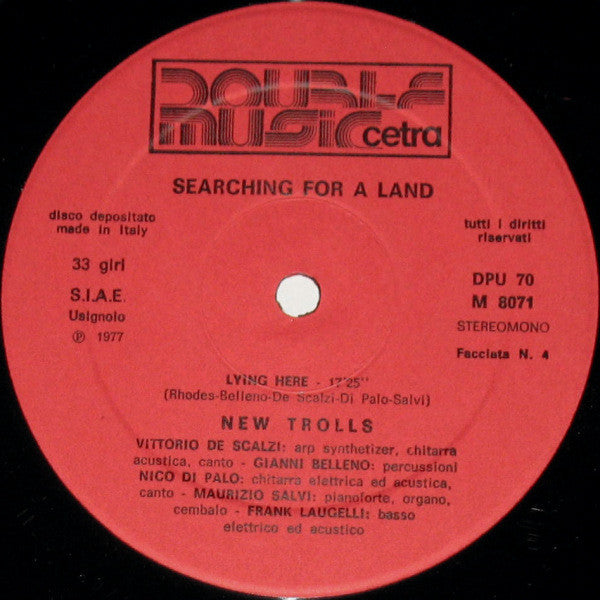 DOUBLE
MUSIC cetra
SEARCHING FOR A LAND
disco depositato
made in Italy
tutti i diritti
riservati
33 giri
S.I.A.E.
Usignolo
℗ 1977
DPU 70
M 8071
STEREOMONO
Facciata N. 4
LYING HERE - 17'25''
(Rhodes-Belleno-De Scalzi-Di Palo-Salvi)
NEW TROLLS
VITTORIO DE SCALZI: arp synthetizer, chitarra
acustica, canto - GIANNI BELLENO: percussioni
NICO DI PALO: chitarra elettrica ed acustica,
canto - MAURIZIO SALVI: pianoforte, organo,
cembalo - FRANK LAUGELLI: basso
elettrico ed acustico